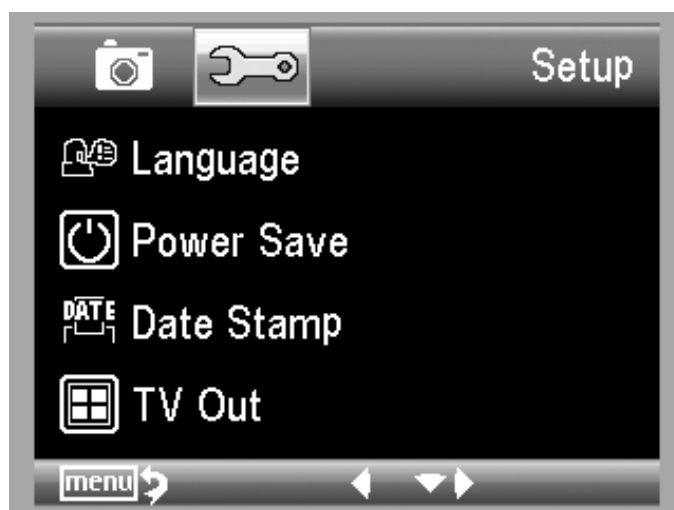 Setup
Language
Power Save
DATE Date Stamp
TV Out
menu